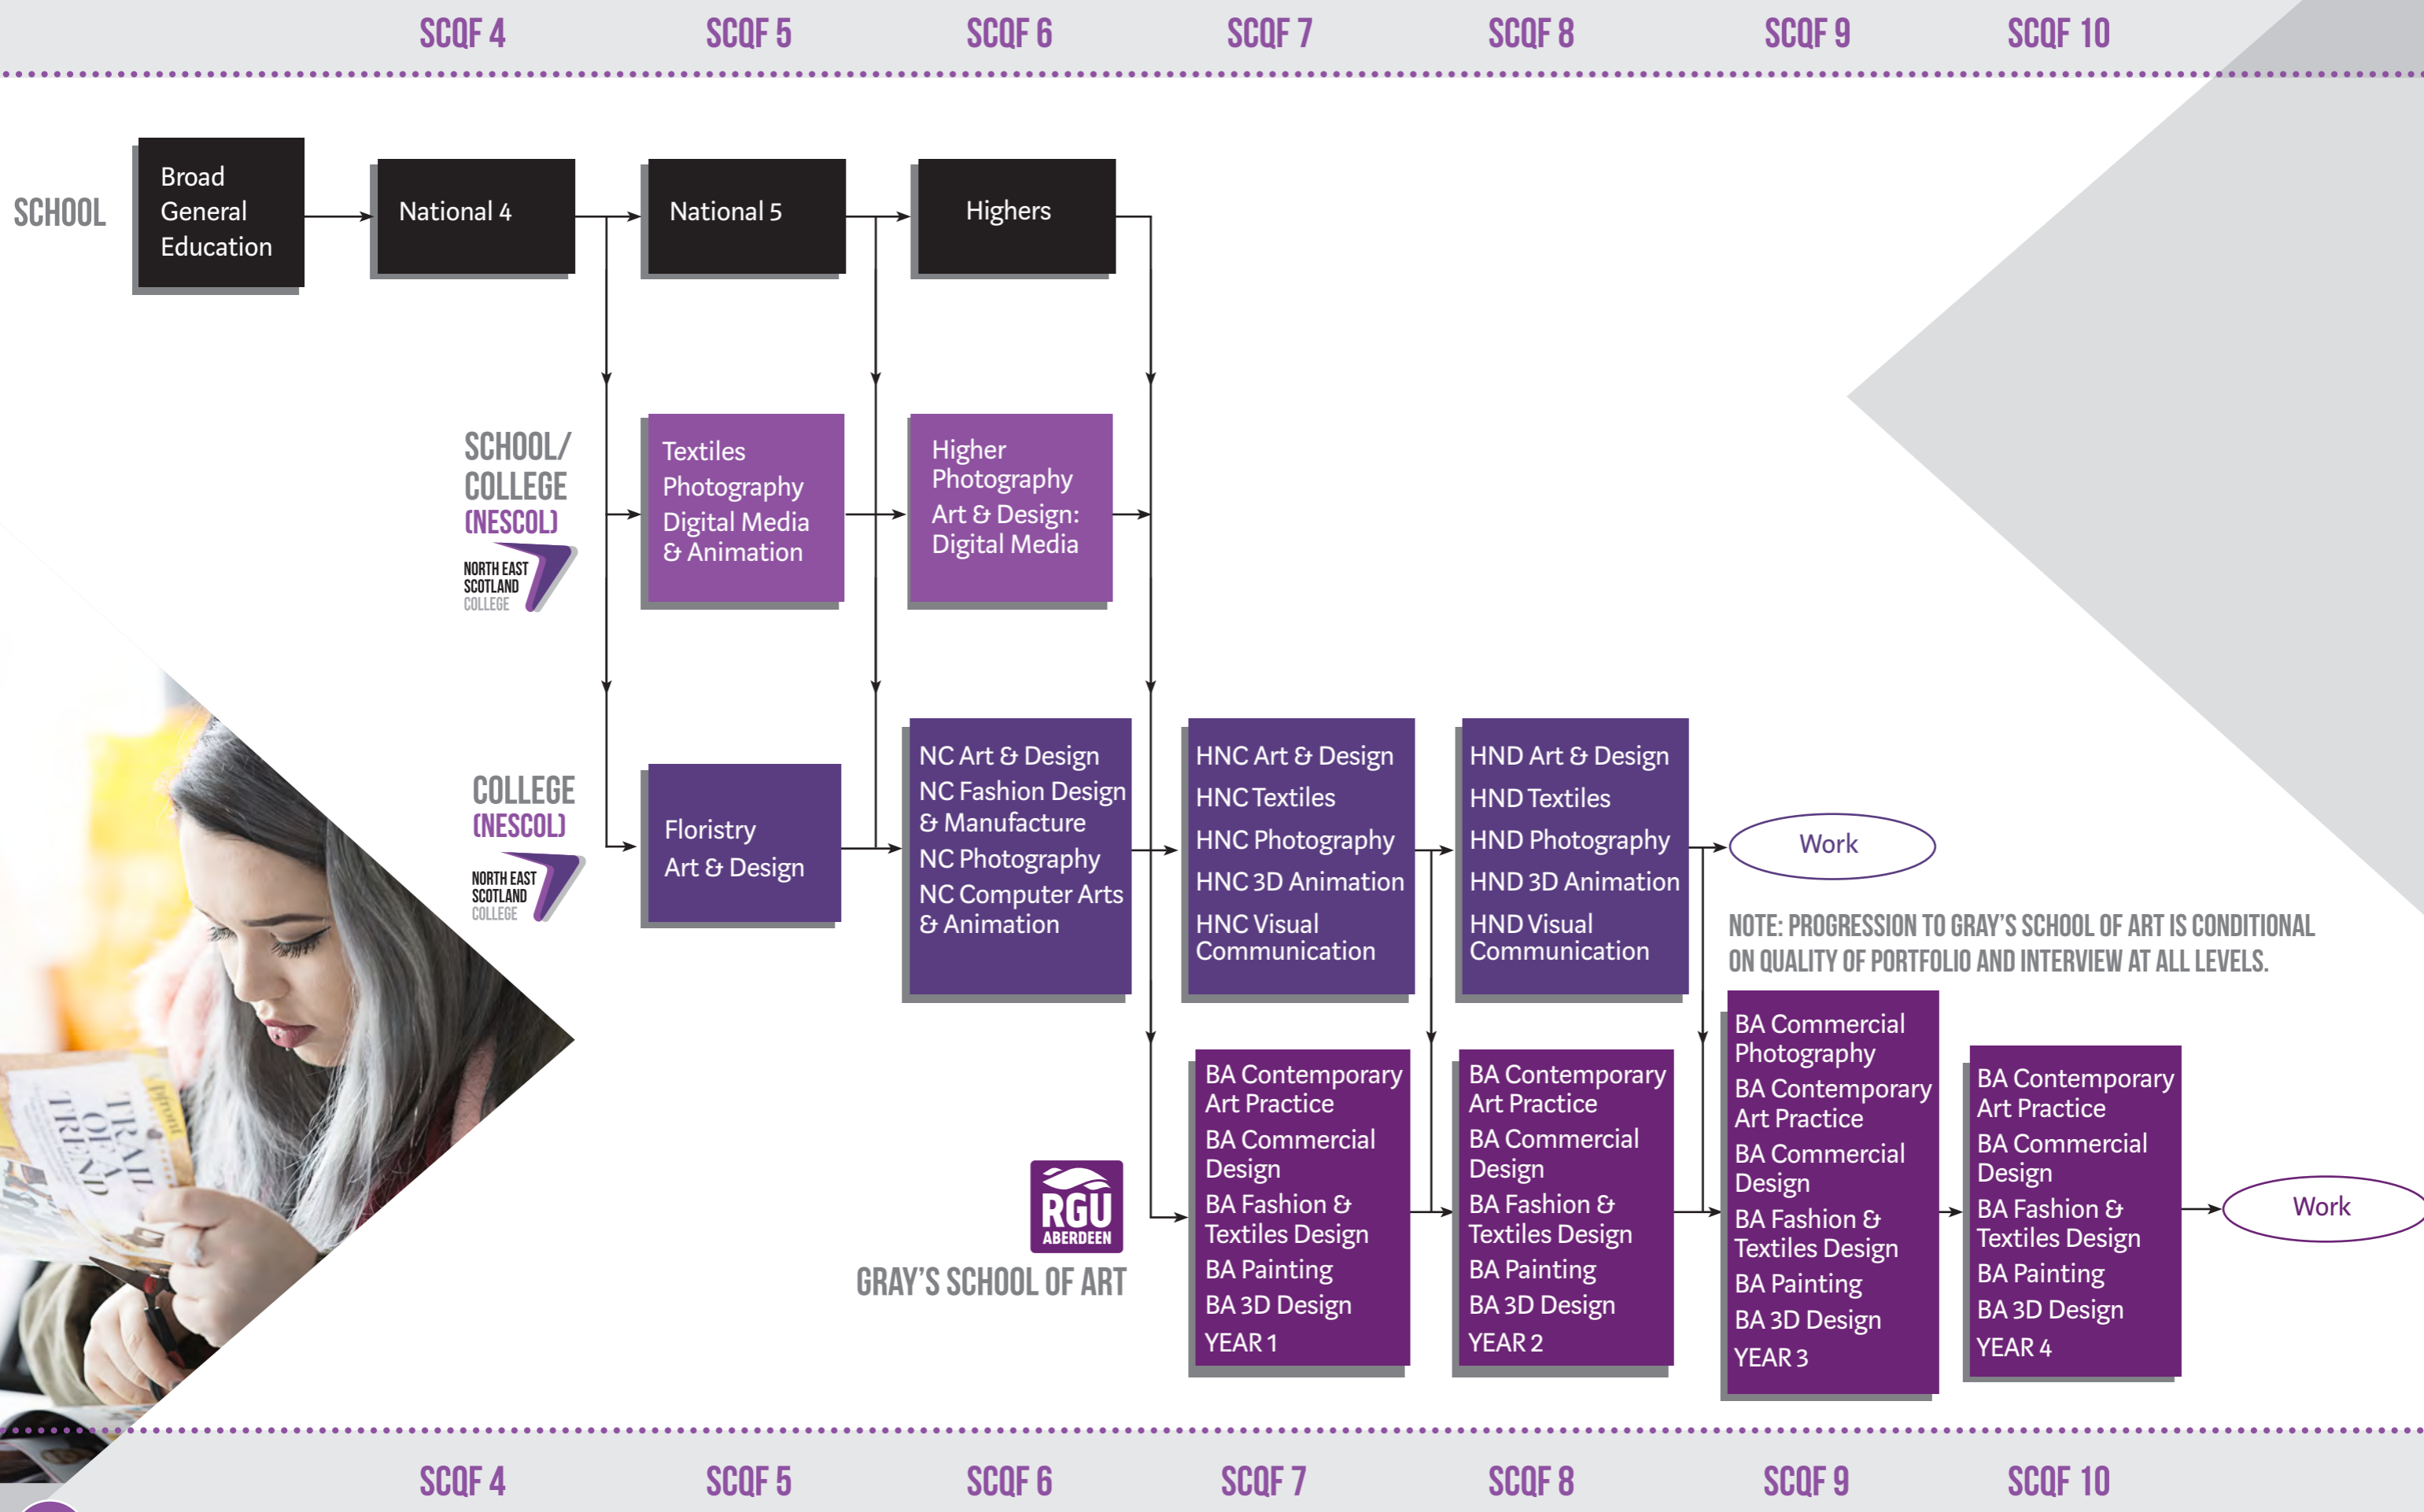 SCQF 4 SCQF 5 SCQF 6 SCQF 7 SCQF 8 SCQF 9 SCQF 10
SCHOOL
Broad
General
Education
National 4
National 5
Highers
SCHOOL/
COLLEGE
(NESCOL)
NORTH EAST
SCOTLAND
COLLEGE
Textiles
Photography
Digital Media
& Animation
Higher
Photography
Art & Design:
Digital Media
COLLEGE
(NESCOL)
NORTH EAST
SCOTLAND
COLLEGE
Floristry
Art & Design
NC Art & Design
NC Fashion Design
& Manufacture
NC Photography
NC Computer Arts
& Animation
HNC Art & Design
HNC Textiles
HNC Photography
HNC 3D Animation
HNC Visual
Communication
HND Art & Design
HND Textiles
HND Photography
HND 3D Animation
HND Visual
Communication
Work
NOTE: PROGRESSION TO GRAY'S SCHOOL OF ART IS CONDITIONAL
ON QUALITY OF PORTFOLIO AND INTERVIEW AT ALL LEVELS.
RGU
ABERDEEN
GRAY'S SCHOOL OF ART
BA Contemporary
Art Practice
BA Commercial
Design
BA Fashion &
Textiles Design
BA Painting
BA 3D Design
YEAR 1
BA Contemporary
Art Practice
BA Commercial
Design
BA Fashion &
Textiles Design
BA Painting
BA 3D Design
YEAR 2
BA Commercial
Photography
BA Contemporary
Art Practice
BA Commercial
Design
BA Fashion &
Textiles Design
BA Painting
BA 3D Design
YEAR 3
BA Contemporary
Art Practice
BA Commercial
Design
BA Fashion &
Textiles Design
BA Painting
BA 3D Design
YEAR 4
Work
Upfront
TRAIL
OF A
TREND
SCQF 4 SCQF 5 SCQF 6 SCQF 7 SCQF 8 SCQF 9 SCQF 10